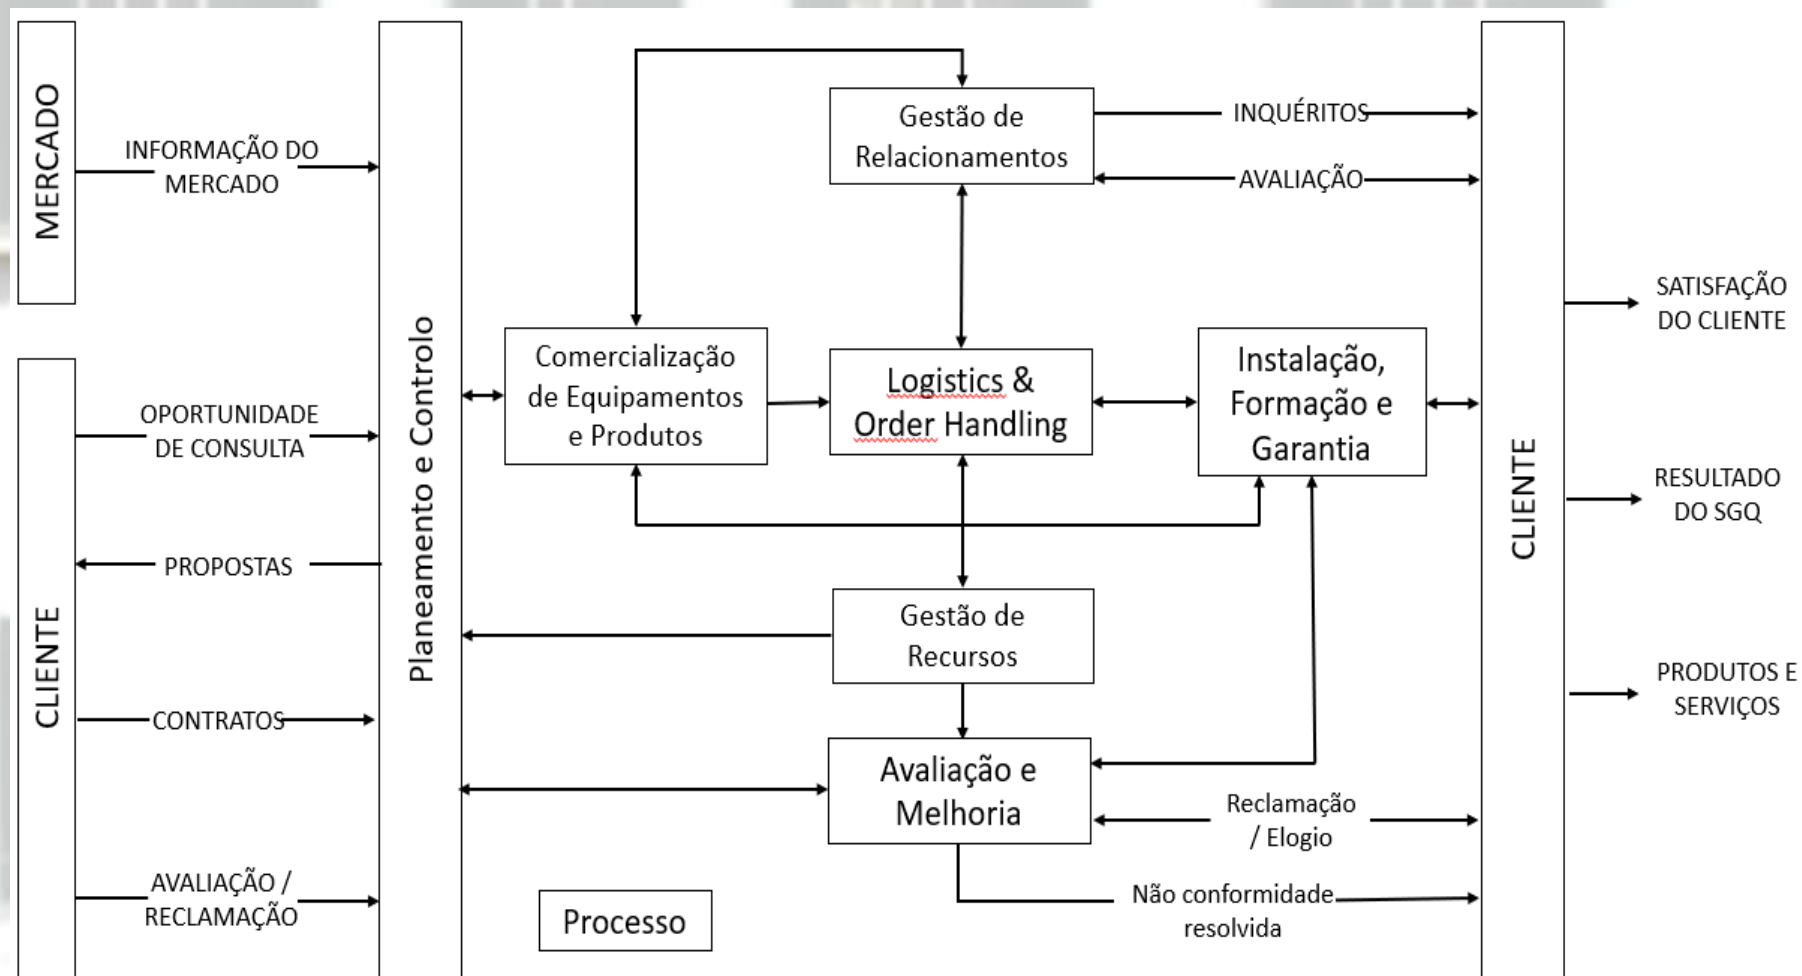 MERCADO
INFORMAÇÃO DO
MERCADO
CLIENTE
OPORTUNIDADE
DE CONSULTA
PROPOSTAS
CONTRATOS
AVALIAÇÃO /
RECLAMAÇÃO
Planeamento e Controlo
Gestão de
Relacionamentos
INQUÉRITOS
AVALIAÇÃO
Comercialização
de Equipamentos
e Produtos
Logistics &
Order Handling
Instalação,
Formação e
Garantia
Gestão de
Recursos
Avaliação e
Melhoria
Reclamação
/ Elogio
Não conformidade
resolvida
Processo
CLIENTE
SATISFAÇÃO
DO CLIENTE
RESULTADO
DO SGQ
PRODUTOS E
SERVIÇOS